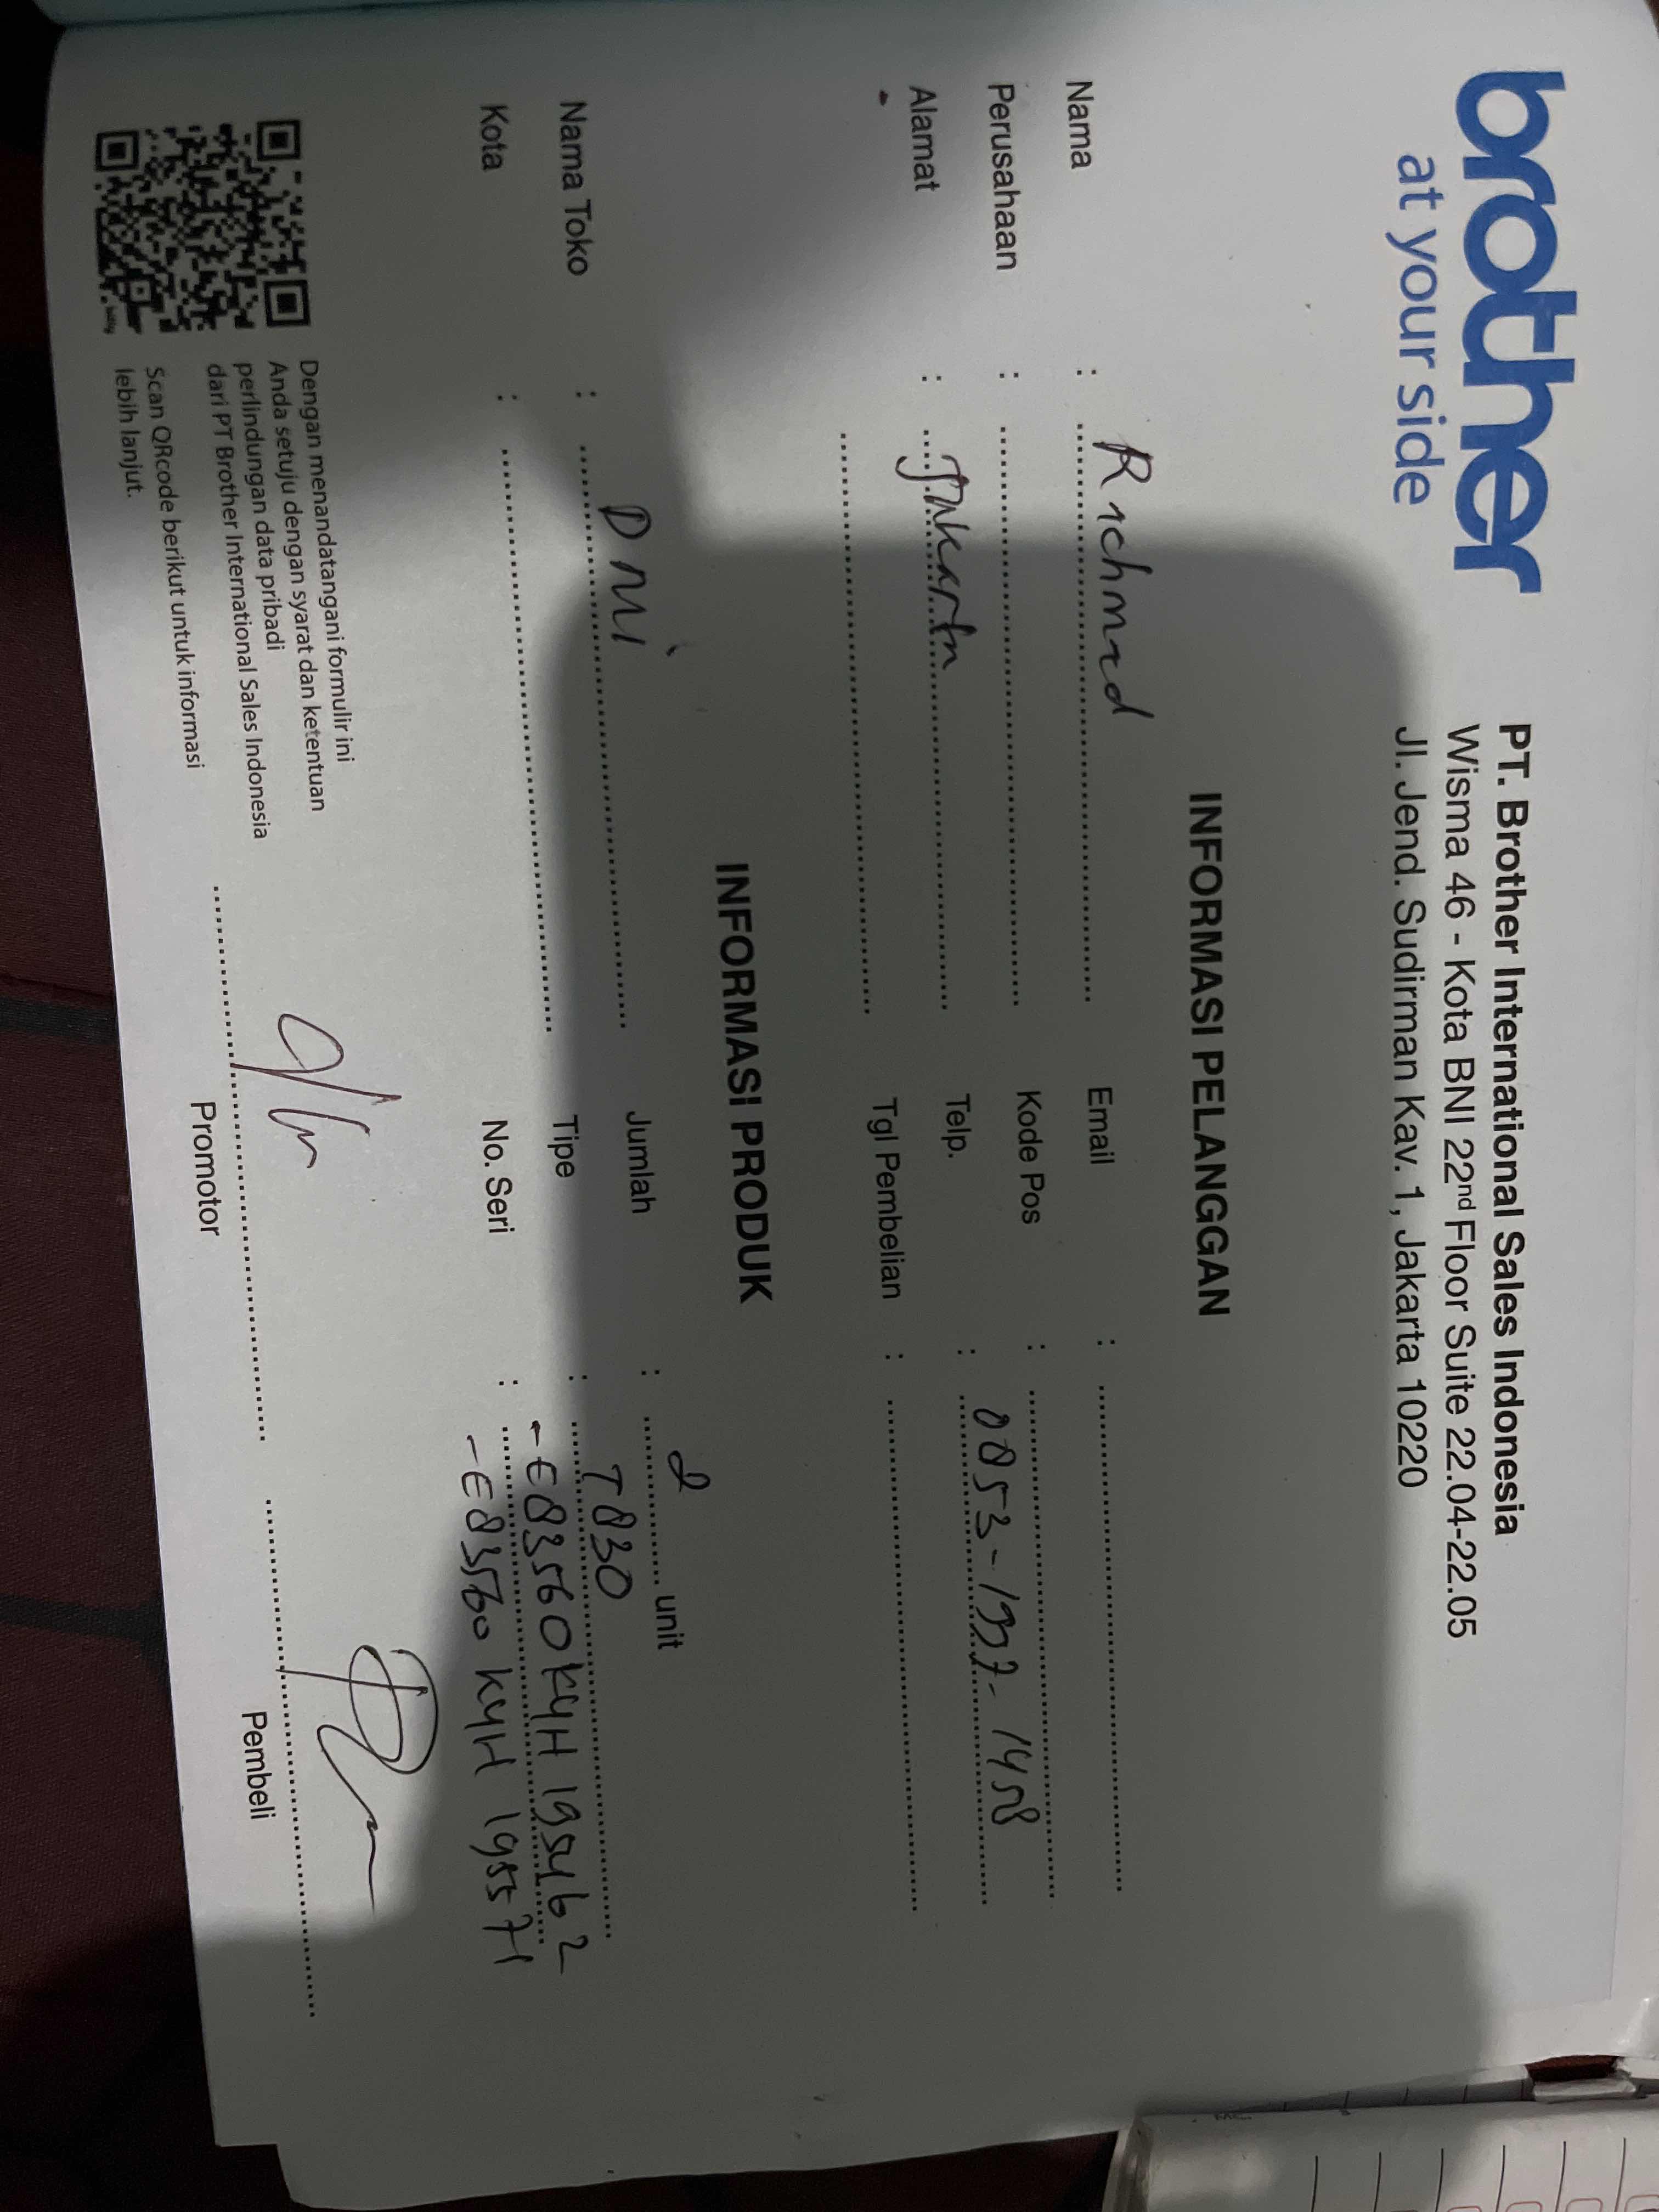 brother
at your side
PT. Brother International Sales Indonesia
Wisma 46 - Kota BNI 22nd Floor Suite 22.04-22.05
Jl. Jend. Sudirman Kav. 1, Jakarta 10220
INFORMASI PELANGGAN
Nama : Richard Email :
Perusahaan : Kode Pos :
Alamat : Jakarta Telp. : 0853-1997-1458
Tgl Pembelian :
INFORMASI PRODUK
Nama Toko : DMi Jumlah : 2 unit
Kota : Tipe : T830
No. Seri : - E83560K4H195462
- E83560K4H195571
Dengan menandatangani formulir ini
Anda setuju dengan syarat dan ketentuan
perlindungan data pribadi
dari PT Brother International Sales Indonesia
Scan QRcode berikut untuk informasi
lebih lanjut.
Promotor Pembeli